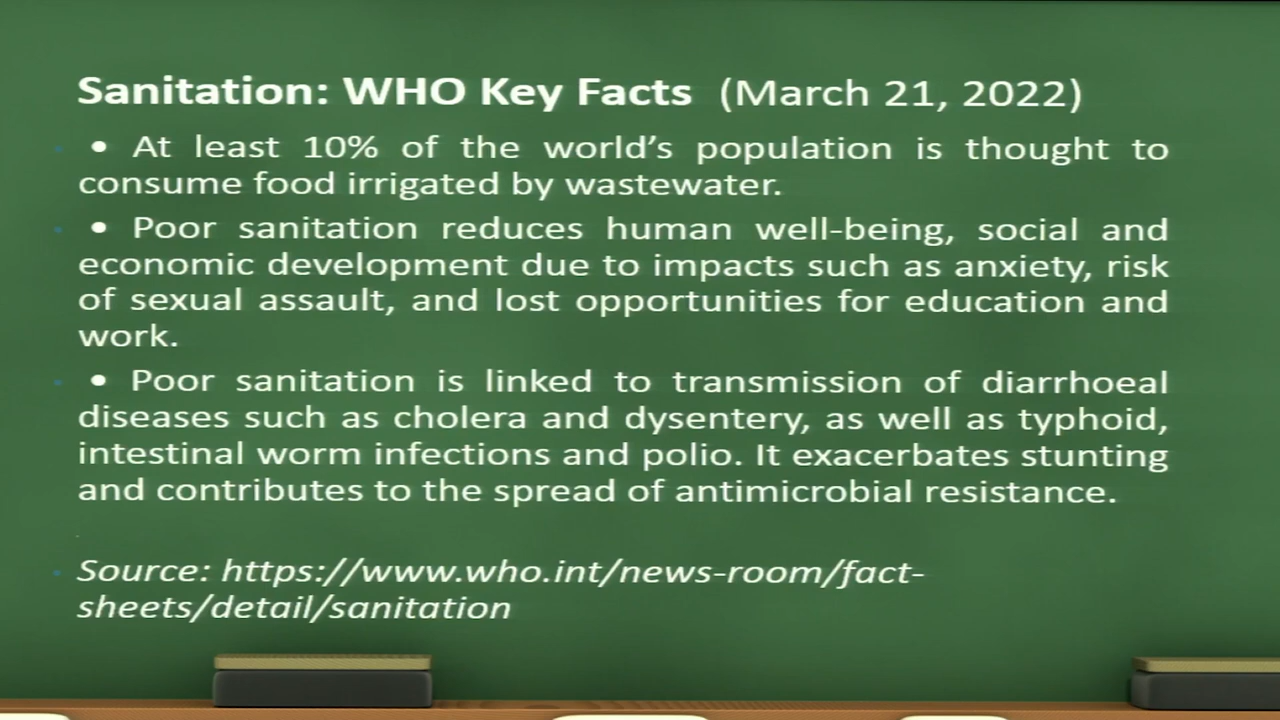 Sanitation: WHO Key Facts (March 21, 2022)
• At least 10% of the world’s population is thought to
consume food irrigated by wastewater.
• Poor sanitation reduces human well-being, social and
economic development due to impacts such as anxiety, risk
of sexual assault, and lost opportunities for education and
work.
• Poor sanitation is linked to transmission of diarrhoeal
diseases such as cholera and dysentery, as well as typhoid,
intestinal worm infections and polio. It exacerbates stunting
and contributes to the spread of antimicrobial resistance.
Source: https://www.who.int/news-room/fact-
sheets/detail/sanitation